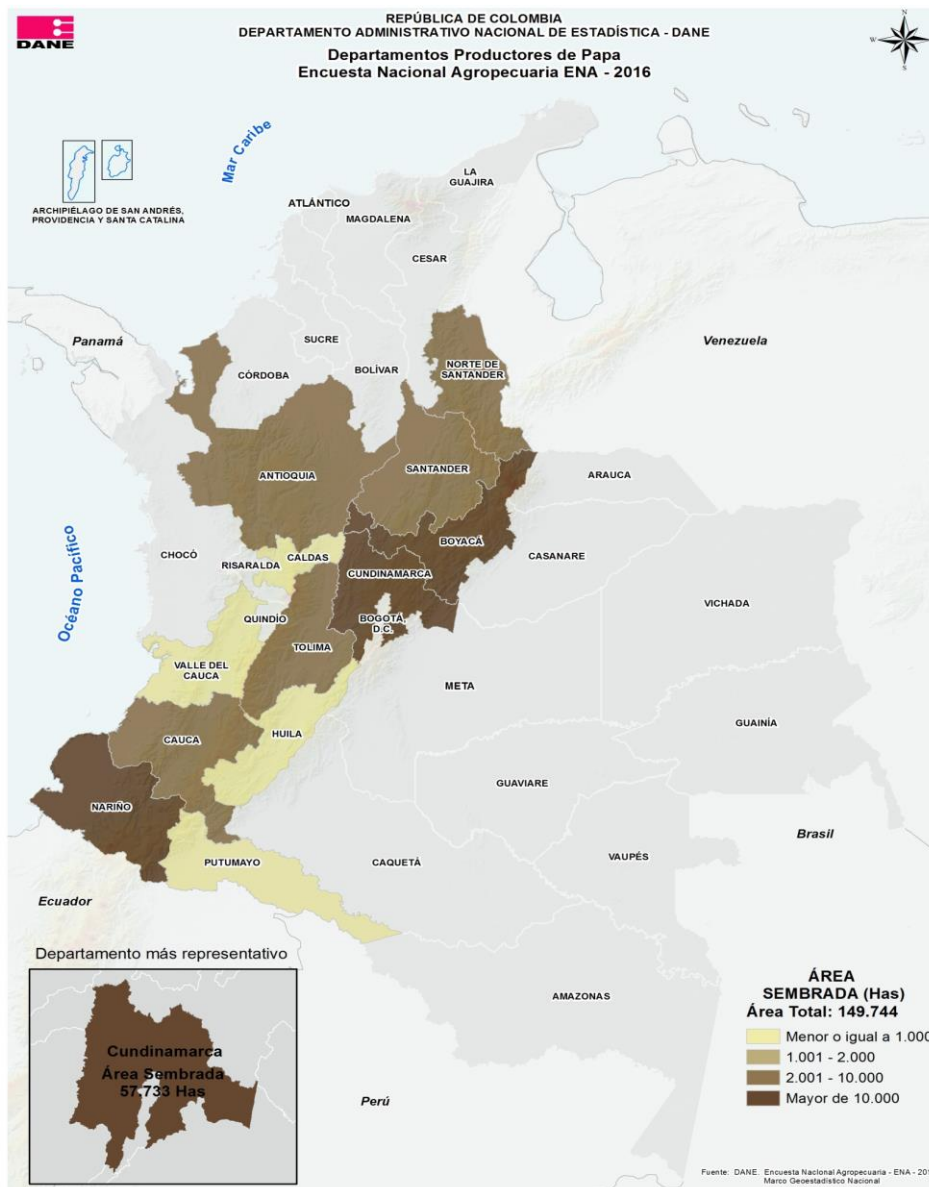 DANE
REPÚBLICA DE COLOMBIA
DEPARTAMENTO ADMINISTRATIVO NACIONAL DE ESTADÍSTICA - DANE
Departamentos Productores de Papa
Encuesta Nacional Agropecuaria ENA - 2016
N
W
E
S
Mar Caribe
ARCHIPIÉLAGO DE SAN ANDRÉS,
PROVIDENCIA Y SANTA CATALINA
LA
GUAJIRA
ATLÁNTICO
MAGDALENA
CESAR
Panamá
Venezuela
SUCRE
CÓRDOBA
BOLÍVAR
NORTE DE
SANTANDER
ANTIOQUIA
SANTANDER
ARAUCA
Océano Pacífico
CHOCÓ
RISARALDA
CALDAS
BOYACÁ
CUNDINAMARCA
CASANARE
VICHADA
QUINDÍO
BOGOTÁ,
D.C.
TOLIMA
VALLE DEL
CAUCA
META
GUAINÍA
CAUCA
HUILA
GUAVIARE
NARIÑO
Brasil
PUTUMAYO
CAQUETÁ
VAUPÉS
Ecuador
AMAZONAS
Perú
Departamento más representativo
Cundinamarca
Área Sembrada
57.733 Has
ÁREA
SEMBRADA (Has)
Área Total: 149.744
Menor o igual a 1.000
1.001 - 2.000
2.001 - 10.000
Mayor de 10.000
Fuente: DANE. Encuesta Nacional Agropecuaria - ENA - 201
Marco Geoestadístico Nacional